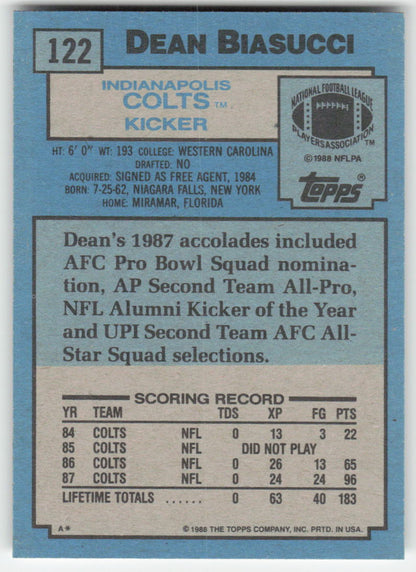 122
DEAN BIASUCCI
INDIANAPOLIS
COLTS™
KICKER
NATIONAL FOOTBALL LEAGUE
PLAYERS ASSOCIATION™
©1988 NFLPA
Topps®
HT: 6' 0" WT: 193 COLLEGE: WESTERN CAROLINA
DRAFTED: NO
ACQUIRED: SIGNED AS FREE AGENT, 1984
BORN: 7-25-62, NIAGARA FALLS, NEW YORK
HOME: MIRAMAR, FLORIDA
Dean's 1987 accolades included
AFC Pro Bowl Squad nomina-
tion, AP Second Team All-Pro,
NFL Alumni Kicker of the Year
and UPI Second Team AFC All-
Star Squad selections.
SCORING RECORD
YR TEAM TDS XP FG PTS
84 COLTS NFL 0 13 3 22
85 COLTS NFL DID NOT PLAY
86 COLTS NFL 0 26 13 65
87 COLTS NFL 0 24 24 96
LIFETIME TOTALS ...... 0 63 40 183
A* ©1988 THE TOPPS COMPANY, INC. PRTD. IN USA.